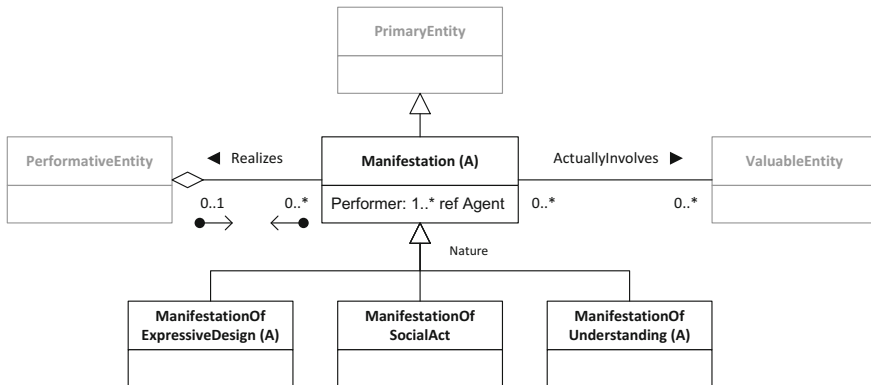 PrimaryEntity
PerformativeEntity
◄ Realizes
Manifestation (A)
ActuallyInvolves ►
ValuableEntity
0..1
0..*
Performer: 1..* ref Agent
0..*
0..*
Nature
ManifestationOf
ExpressiveDesign (A)
ManifestationOf
SocialAct
ManifestationOf
Understanding (A)